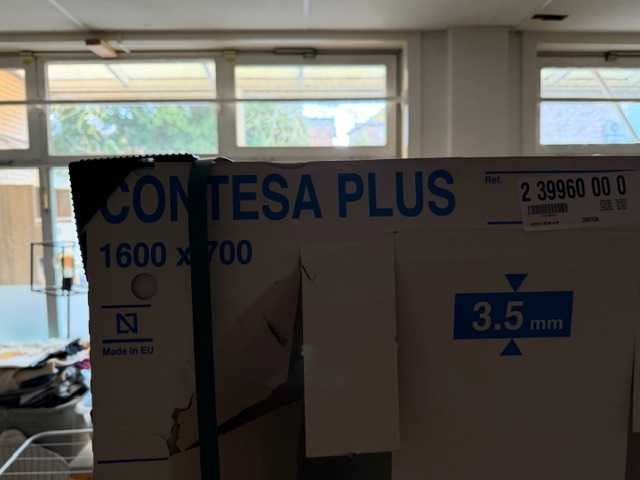 CONTESA PLUS
Ref.
2 39960 00 0
1600 x 700
3.5 mm
Made in EU